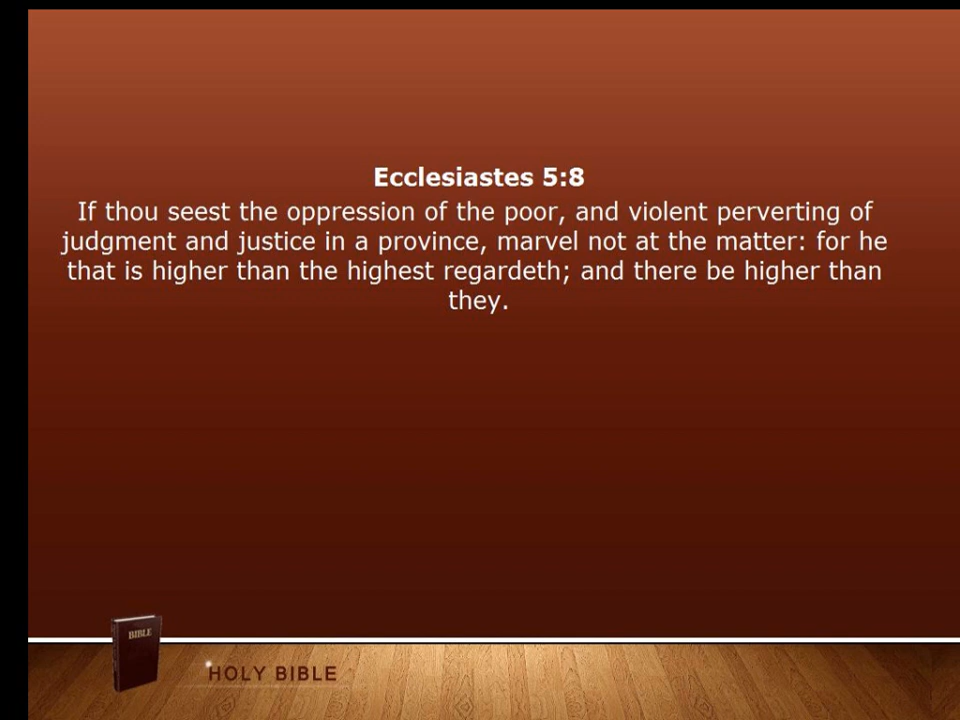 Ecclesiastes 5:8
If thou seest the oppression of the poor, and violent perverting of
judgment and justice in a province, marvel not at the matter: for he
that is higher than the highest regardeth; and there be higher than
they.
BIBLE
HOLY BIBLE